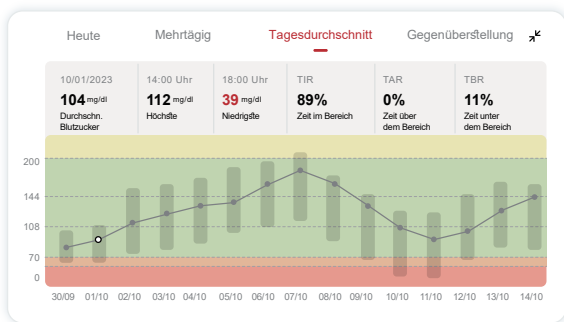 Heute Mehrtägig Tagesdurchschnitt Gegenüberstellung
10/01/2023 14:00 Uhr 18:00 Uhr TIR TAR TBR
104 mg/dl 112 mg/dl 39 mg/dl 89% 0% 11%
Durchschn. Höchste Niedrigste Zeit im Bereich Zeit über Zeit unter
Blutzucker dem Bereich dem Bereich
200
144
108
70
0
30/09 01/10 02/10 03/10 04/10 05/10 06/10 07/10 08/10 09/10 10/10 11/10 12/10 13/10 14/10